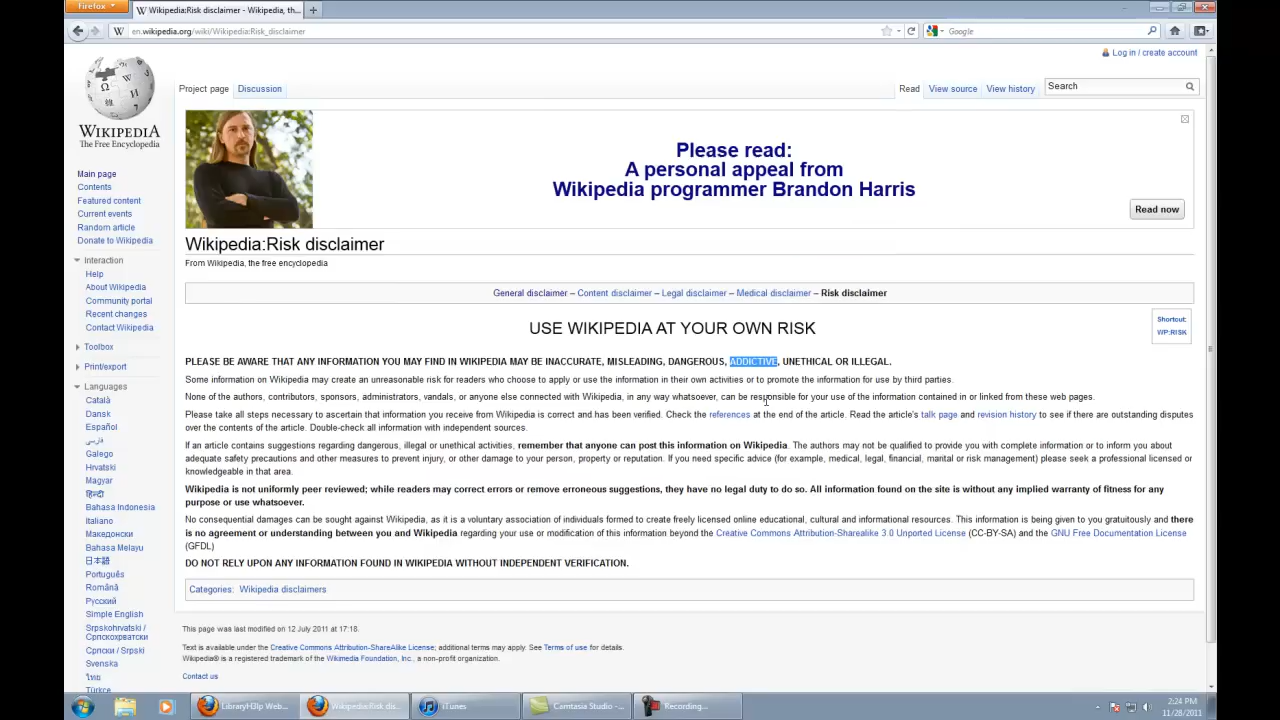 Firefox
Wikipedia:Risk disclaimer - Wikipedia, th...
en.wikipedia.org/wiki/Wikipedia:Risk_disclaimer
Google
Log in / create account
Project page
Discussion
Read
View source
View history
Search
WIKIPEDIA
The Free Encyclopedia
Please read:
A personal appeal from
Wikipedia programmer Brandon Harris
Read now
Main page
Contents
Featured content
Current events
Random article
Donate to Wikipedia
Interaction
Help
About Wikipedia
Community portal
Recent changes
Contact Wikipedia
Toolbox
Print/export
Languages
Català
Dansk
Español
فارسی
Galego
Hrvatski
Magyar
हिन्दी
Bahasa Indonesia
Italiano
Македонски
Bahasa Melayu
日本語
Português
Română
Русский
Simple English
Srpskohrvatski /
Српскохрватски
Српски / Srpski
Svenska
ไทย
Türkçe
Wikipedia:Risk disclaimer
From Wikipedia, the free encyclopedia
General disclaimer – Content disclaimer – Legal disclaimer – Medical disclaimer – Risk disclaimer
Shortcut:
WP:RISK
USE WIKIPEDIA AT YOUR OWN RISK
PLEASE BE AWARE THAT ANY INFORMATION YOU MAY FIND IN WIKIPEDIA MAY BE INACCURATE, MISLEADING, DANGEROUS, ADDICTIVE, UNETHICAL OR ILLEGAL.
Some information on Wikipedia may create an unreasonable risk for readers who choose to apply or use the information in their own activities or to promote the information for use by third parties.
None of the authors, contributors, sponsors, administrators, vandals, or anyone else connected with Wikipedia, in any way whatsoever, can be responsible for your use of the information contained in or linked from these web pages.
Please take all steps necessary to ascertain that information you receive from Wikipedia is correct and has been verified. Check the references at the end of the article. Read the article's talk page and revision history to see if there are outstanding disputes
over the contents of the article. Double-check all information with independent sources.
If an article contains suggestions regarding dangerous, illegal or unethical activities, remember that anyone can post this information on Wikipedia. The authors may not be qualified to provide you with complete information or to inform you about
adequate safety precautions and other measures to prevent injury, or other damage to your person, property or reputation. If you need specific advice (for example, medical, legal, financial, marital or risk management) please seek a professional licensed or
knowledgeable in that area.
Wikipedia is not uniformly peer reviewed; while readers may correct errors or remove erroneous suggestions, they have no legal duty to do so. All information found on the site is without any implied warranty of fitness for any
purpose or use whatsoever.
No consequential damages can be sought against Wikipedia, as it is a voluntary association of individuals formed to create freely licensed online educational, cultural and informational resources. This information is being given to you gratuitously and there
is no agreement or understanding between you and Wikipedia regarding your use or modification of this information beyond the Creative Commons Attribution-Sharealike 3.0 Unported License (CC-BY-SA) and the GNU Free Documentation License
(GFDL)
DO NOT RELY UPON ANY INFORMATION FOUND IN WIKIPEDIA WITHOUT INDEPENDENT VERIFICATION.
Categories: Wikipedia disclaimers
This page was last modified on 12 July 2011 at 17:18.
Text is available under the Creative Commons Attribution-ShareAlike License; additional terms may apply. See Terms of use for details.
Wikipedia® is a registered trademark of the Wikimedia Foundation, Inc., a non-profit organization.
Contact us
LibraryH3lp Web...
Wikipedia:Risk dis...
iTunes
Camtasia Studio -...
Recording...
2:24 PM
11/28/2011